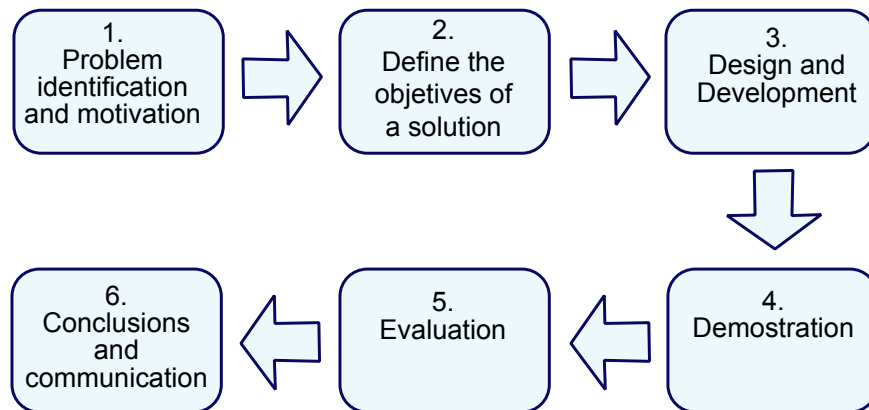 1.
Problem
identification
and motivation
2.
Define the
objetives of
a solution
3.
Design and
Development
4.
Demostration
5.
Evaluation
6.
Conclusions
and
communication